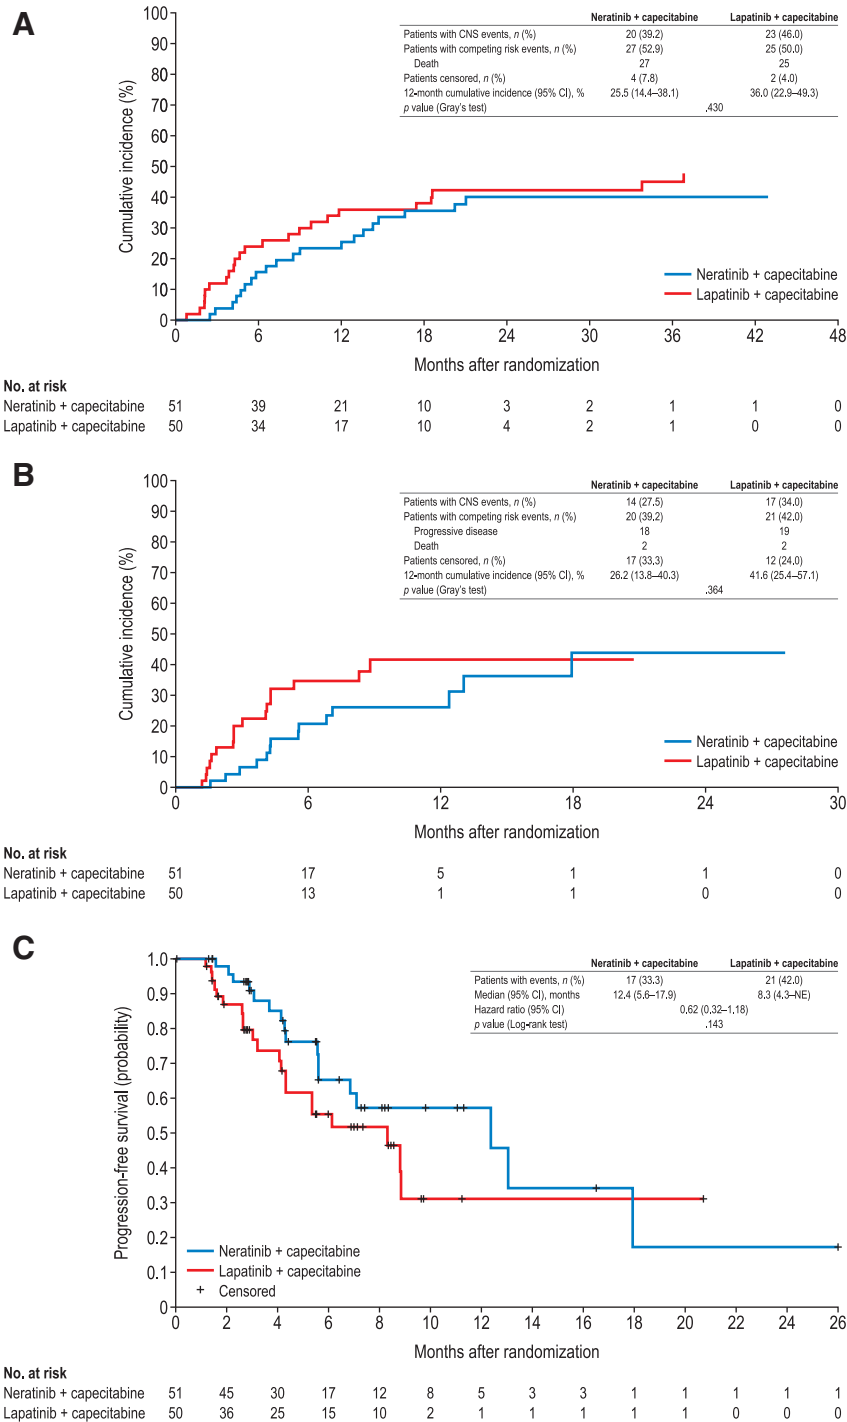 A
100
90
80
70
60
50
40
30
20
10
0
Cumulative incidence (%)
Neratinib + capecitabine Lapatinib + capecitabine
Patients with CNS events, n (%) 20 (39.2) 23 (46.0)
Patients with competing risk events, n (%) 27 (52.9) 25 (50.0)
Death 27 25
Patients censored, n (%) 4 (7.8) 2 (4.0)
12-month cumulative incidence (95% CI), % 25.5 (14.4–38.1) 36.0 (22.9–49.3)
p value (Gray's test) .430
Neratinib + capecitabine
Lapatinib + capecitabine
0 6 12 18 24 30 36 42 48
Months after randomization
No. at risk
Neratinib + capecitabine 51 39 21 10 3 2 1 1 0
Lapatinib + capecitabine 50 34 17 10 4 2 1 0 0
B
100
90
80
70
60
50
40
30
20
10
0
Cumulative incidence (%)
Neratinib + capecitabine Lapatinib + capecitabine
Patients with CNS events, n (%) 14 (27.5) 17 (34.0)
Patients with competing risk events, n (%) 20 (39.2) 21 (42.0)
Progressive disease 18 19
Death 2 2
Patients censored, n (%) 17 (33.3) 12 (24.0)
12-month cumulative incidence (95% CI), % 26.2 (13.8–40.3) 41.6 (25.4–57.1)
p value (Gray's test) .364
Neratinib + capecitabine
Lapatinib + capecitabine
0 6 12 18 24 30
Months after randomization
No. at risk
Neratinib + capecitabine 51 17 5 1 1 0
Lapatinib + capecitabine 50 13 1 1 0 0
C
1.0
0.9
0.8
0.7
0.6
0.5
0.4
0.3
0.2
0.1
0
Progression-free survival (probability)
Neratinib + capecitabine Lapatinib + capecitabine
Patients with events, n (%) 17 (33.3) 21 (42.0)
Median (95% CI), months 12.4 (5.6–17.9) 8.3 (4.3–NE)
Hazard ratio (95% CI) 0,62 (0.32–1.18)
p value (Log-rank test) .143
Neratinib + capecitabine
Lapatinib + capecitabine
+ Censored
0 2 4 6 8 10 12 14 16 18 20 22 24 26
Months after randomization
No. at risk
Neratinib + capecitabine 51 45 30 17 12 8 5 3 3 1 1 1 1 1
Lapatinib + capecitabine 50 36 25 15 10 2 1 1 1 1 1 0 0 0